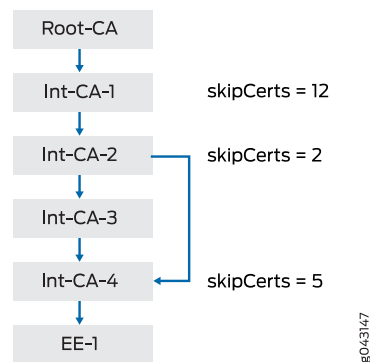 Root-CA
Int-CA-1 skipCerts = 12
Int-CA-2 skipCerts = 2
Int-CA-3
Int-CA-4 skipCerts = 5
EE-1
g043147